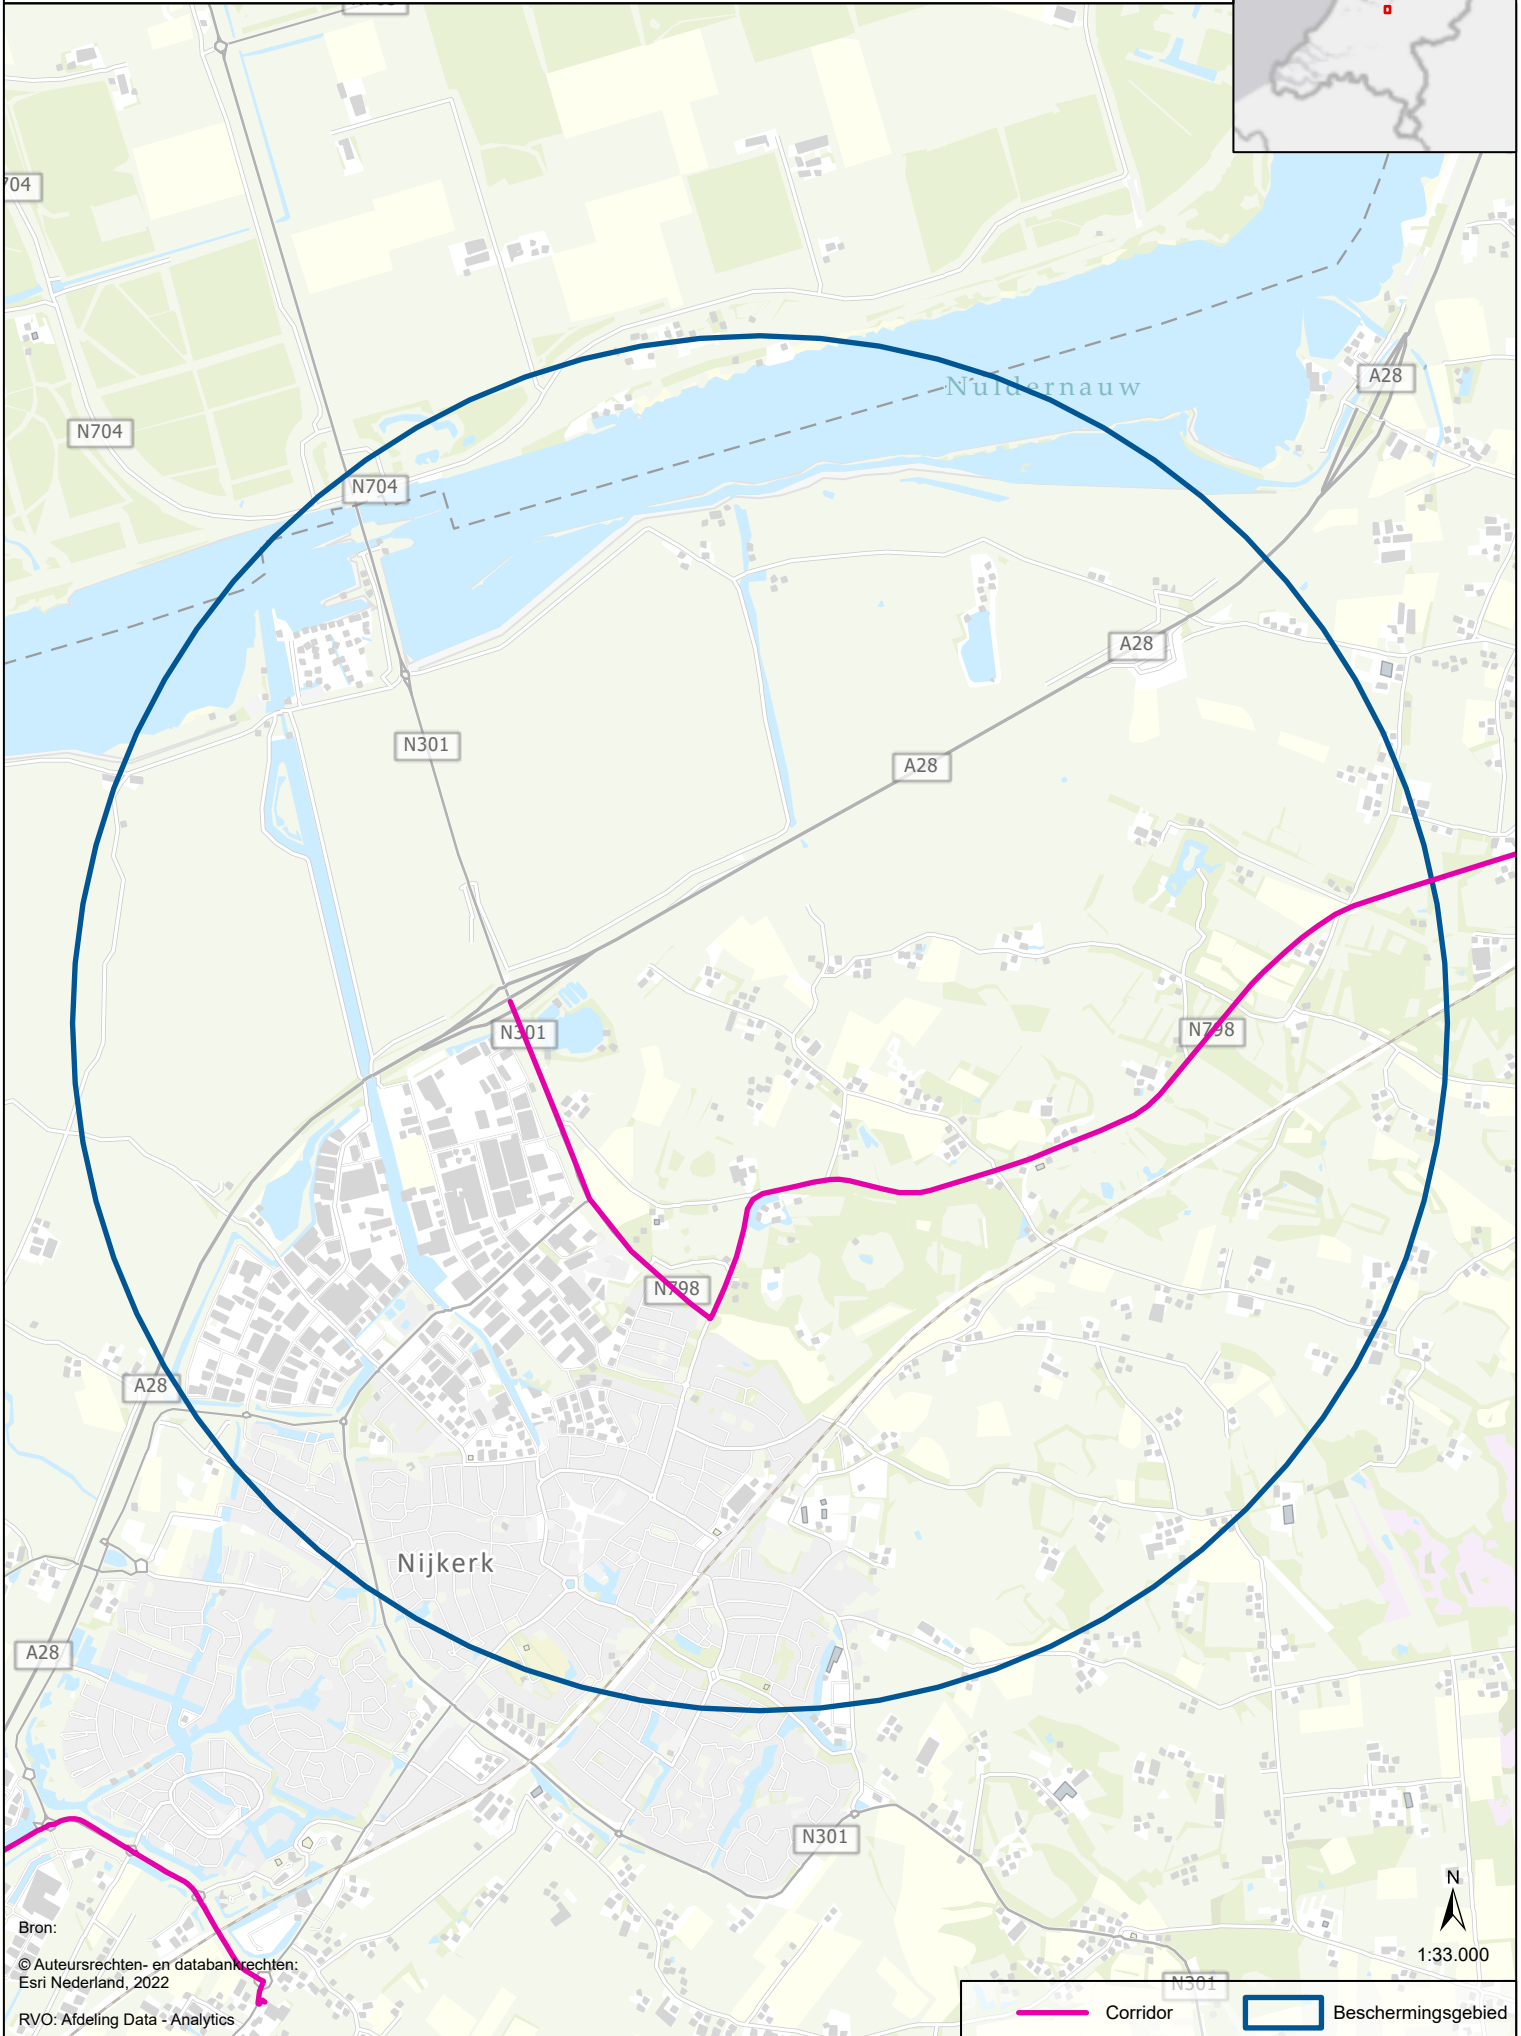 704
N704
N704
Nuldernauw
A28
A28
N301
A28
N301
N798
N798
A28
Nijkerk
A28
N301
N
1:33.000
Bron:
© Auteursrechten- en databankrechten:
Esri Nederland, 2022
RVO: Afdeling Data - Analytics
N301
Corridor
Beschermingsgebied